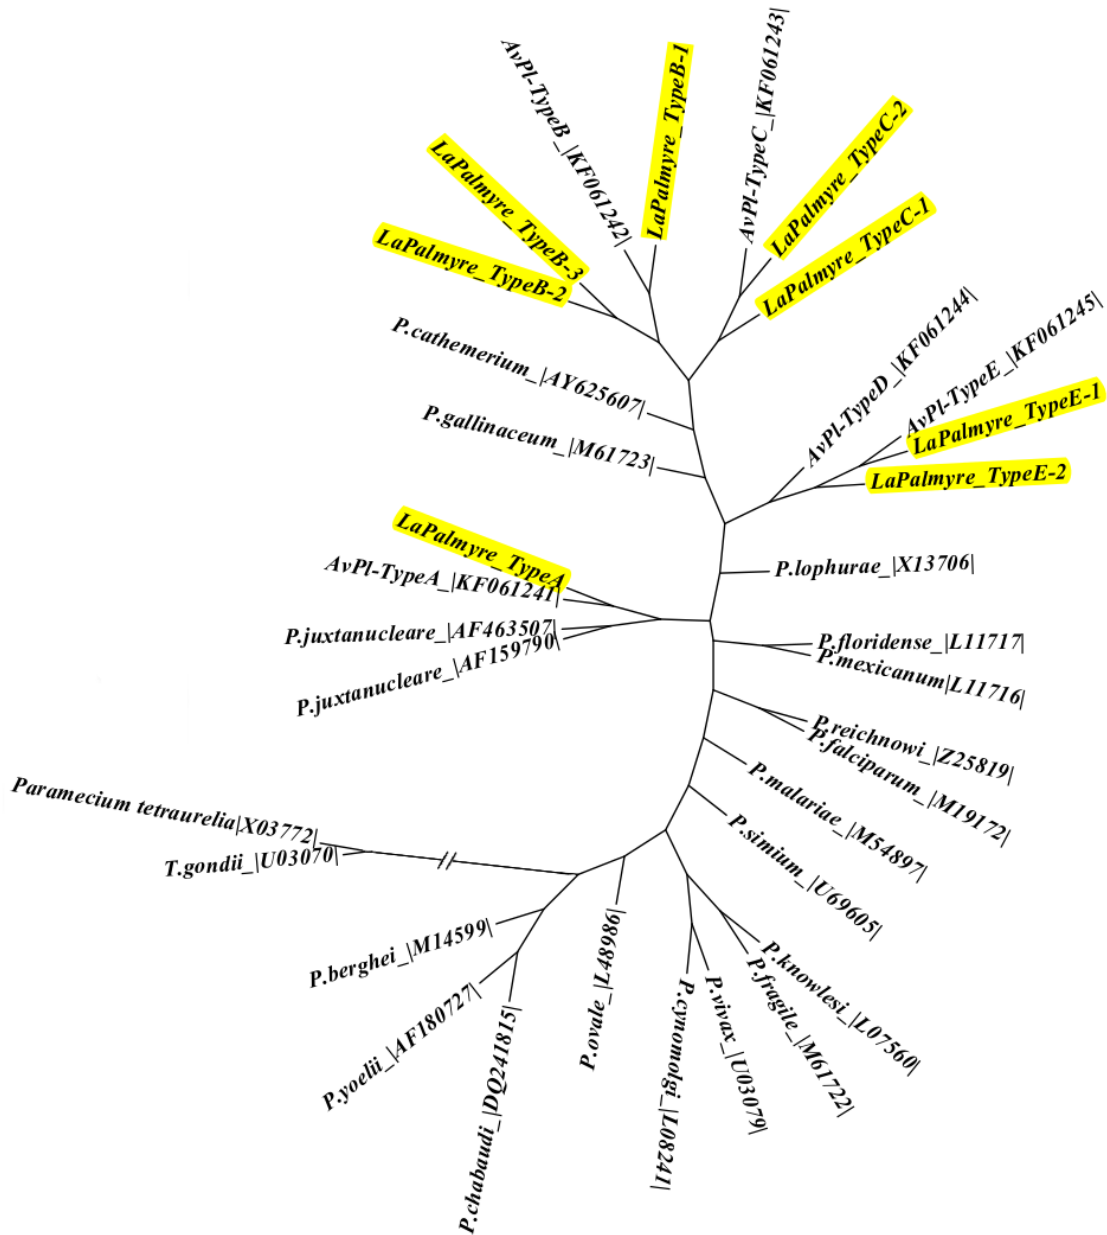 AvPl-TypeB_|KF061242|
LaPalmyre_TypeB-1
AvPl-TypeC_|KF061243|
LaPalmyre_TypeC-2
LaPalmyre_TypeC-1
LaPalmyre_TypeB-3
LaPalmyre_TypeB-2
P.cathemerium_|AY625607|
P.gallinaceum_|M61723|
AvPl-TypeD_|KF061244|
AvPl-TypeE_|KF061245|
LaPalmyre_TypeE-1
LaPalmyre_TypeE-2
LaPalmyre_TypeA
AvPl-TypeA_|KF061241|
P.juxtanucleare_|AF463507|
P.juxtanucleare_|AF159790|
P.lophurae_|X13706|
P.floridense_|L11717|
P.mexicanum|L11716|
P.reichnowi_|Z25819|
P.falciparum_|M19172|
P.malariae_|M54897|
P.simium_|U69605|
Paramecium tetraurelia|X03772|
T.gondii_|U03070|
P.berghei_|M14599|
P.yoelii_|AF180727|
P.chabaudi_|DQ241815|
P.ovale_|L48986|
P.cynomolgi_|L08241|
P.vivax_|U03079|
P.fragile_|M61722|
P.knowlesi_|L07560|